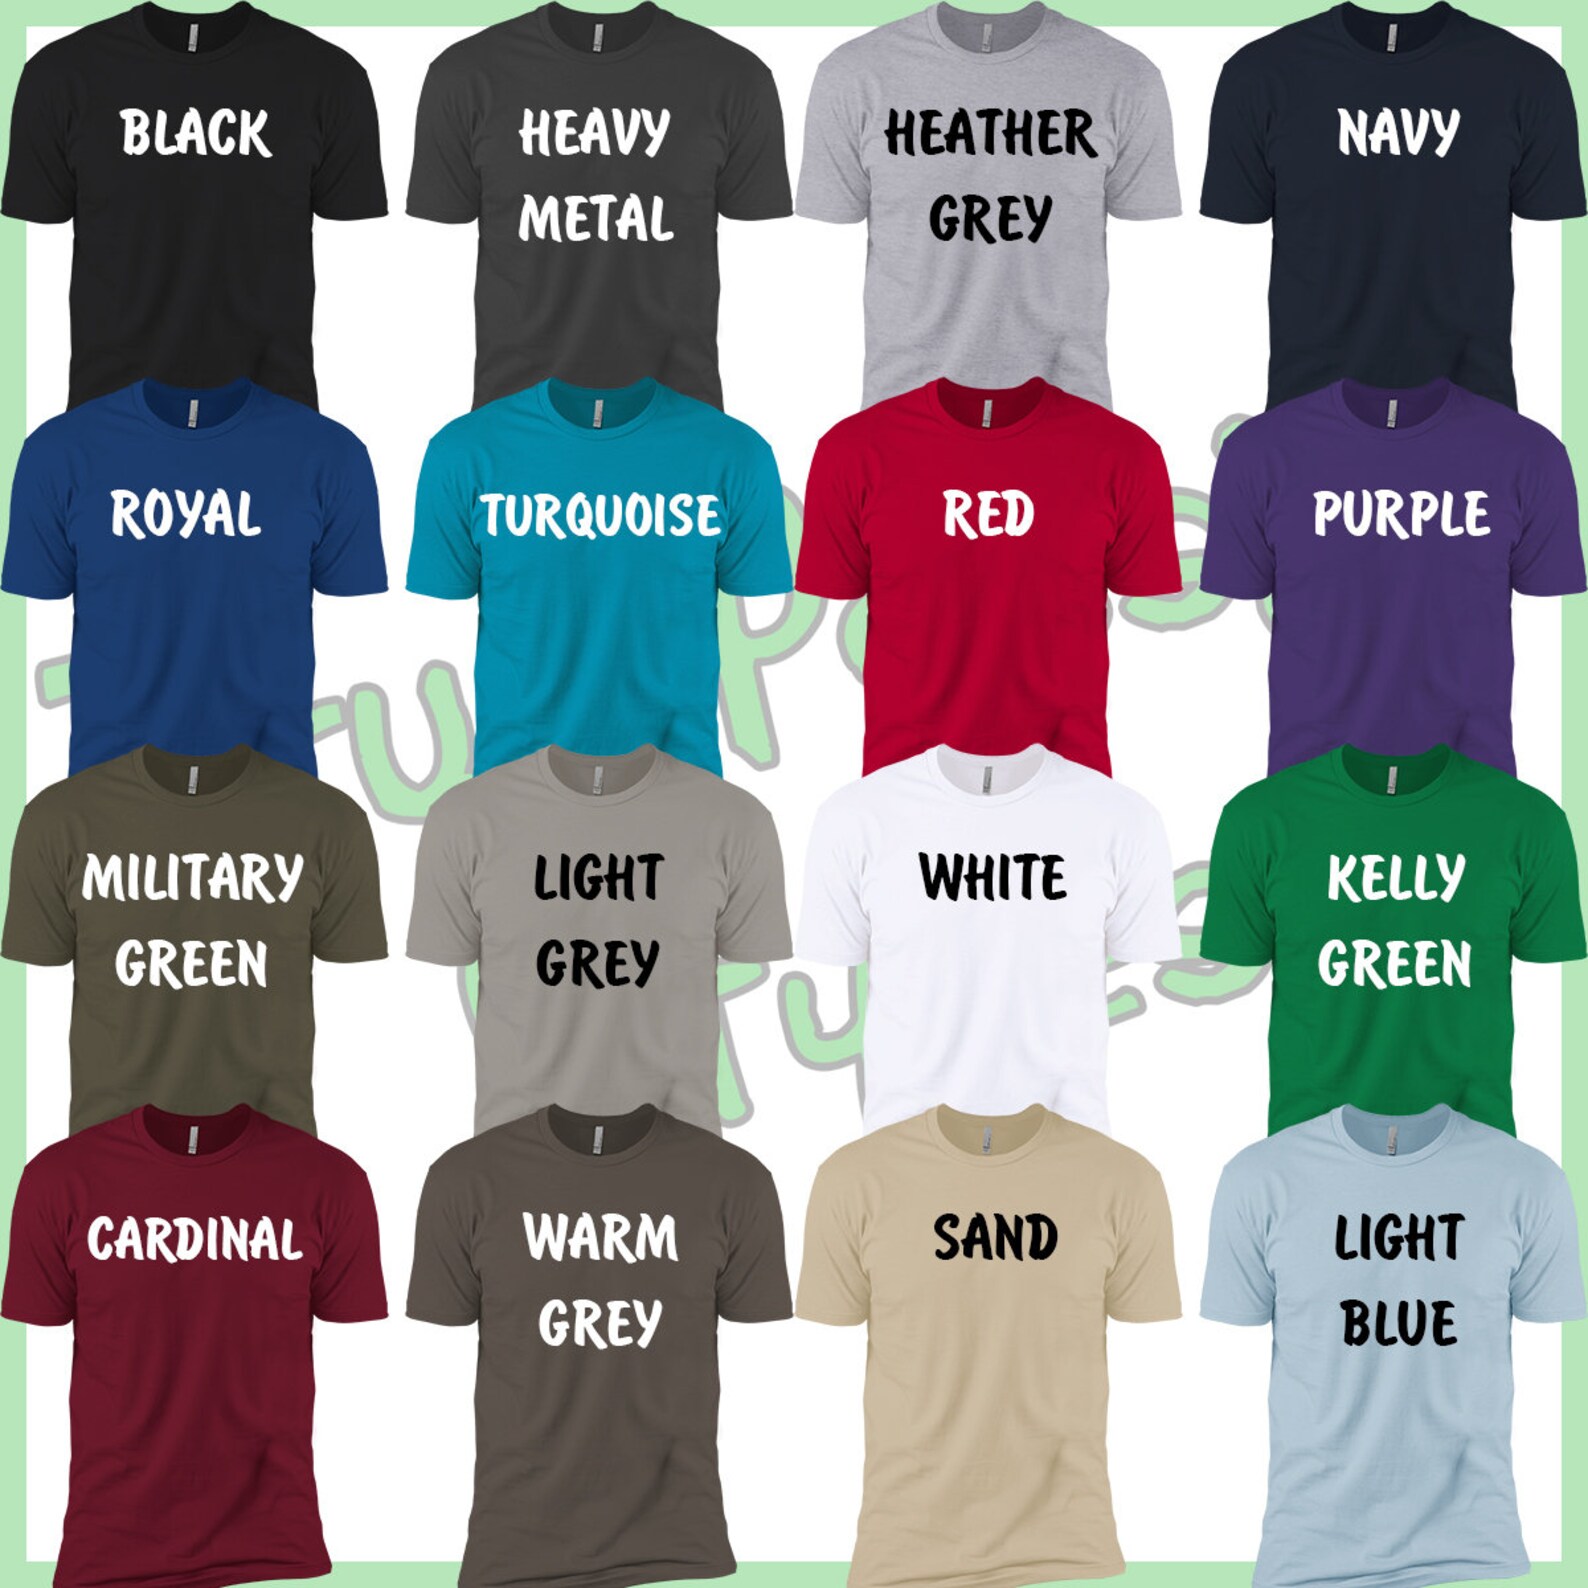 BLACK
HEAVY
METAL
HEATHER
GREY
NAVY
ROYAL
TURQUOISE
RED
PURPLE
MILITARY
GREEN
LIGHT
GREY
WHITE
KELLY
GREEN
CARDINAL
WARM
GREY
SAND
LIGHT
BLUE